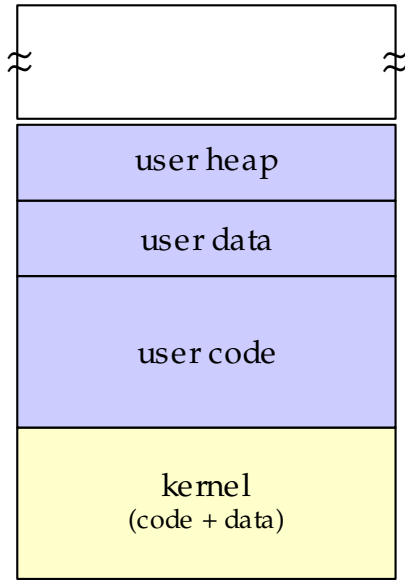 user heap
user data
user code
kernel
(code + data)